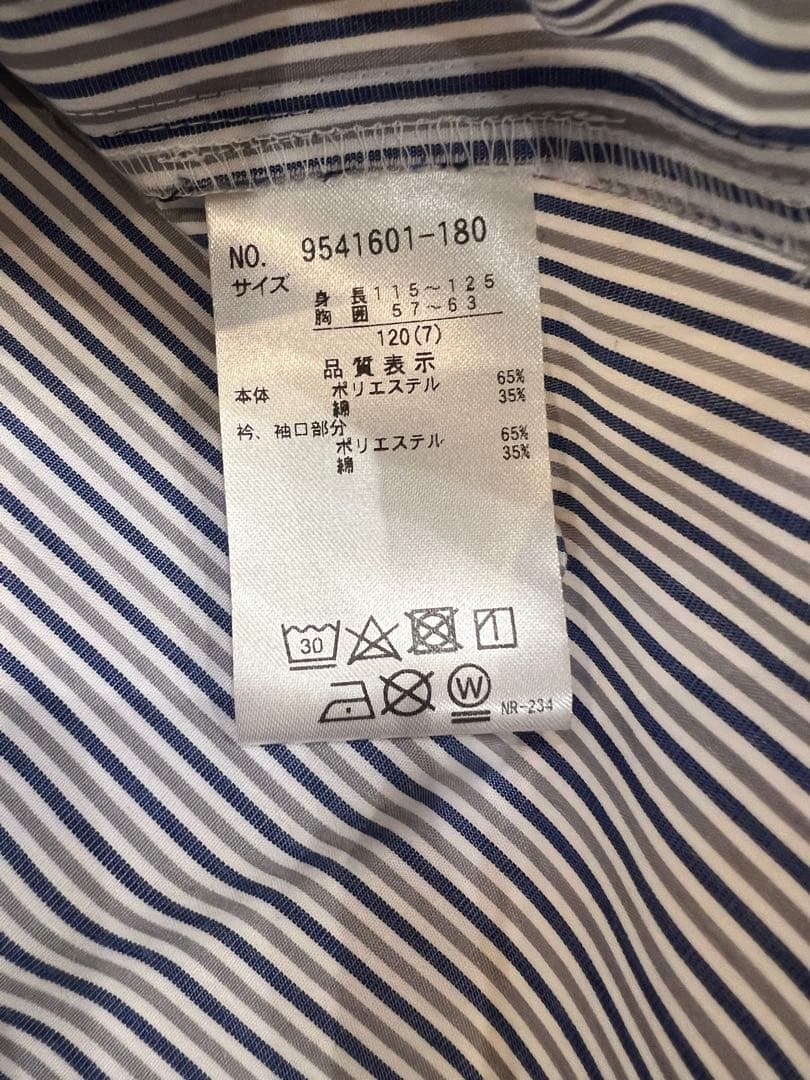 NO. 9541601-180
サイズ
身長 115～125
胸囲 57～63
120(7)
品質表示
本体 ポリエステル 65%
綿 35%
衿、袖口部分
ポリエステル 65%
綿 35%
30
W
NR-234